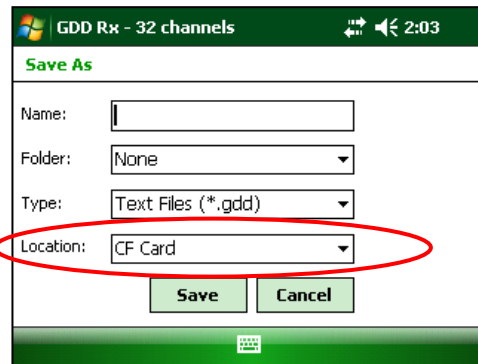 GDD Rx - 32 channels 2:03
Save As
Name:
Folder: None
Type: Text Files (*.gdd)
Location: CF Card
Save Cancel